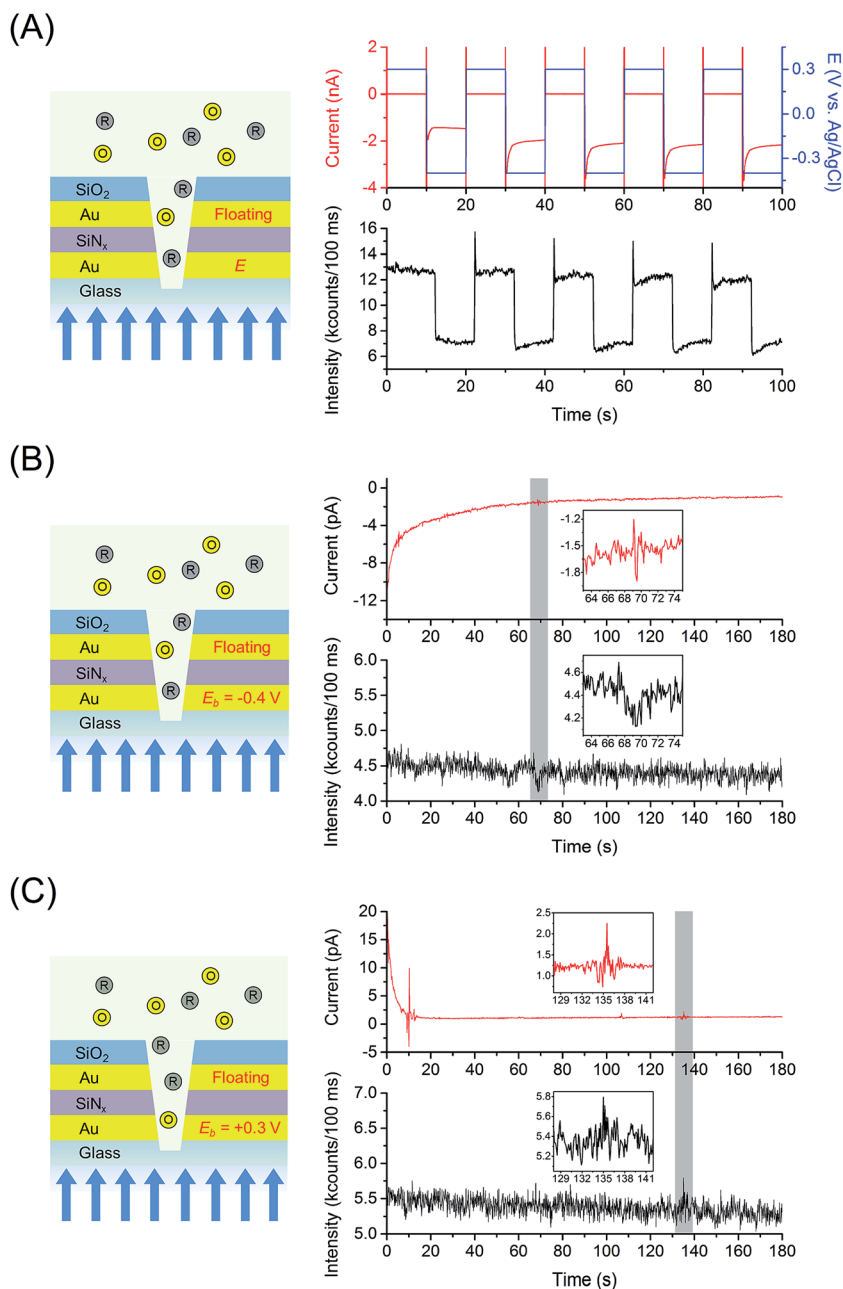 (A)
R
O
R
O
O
R
O
R
O
R
SiO2
Au
Floating
SiNx
Au
E
Glass
Current (nA)
2
0
-2
-4
0.3
0.0
-0.3
E (V vs. Ag/AgCl)
0 20 40 60 80 100
Intensity (kcounts/100 ms)
16
14
12
10
8
6
0 20 40 60 80 100
Time (s)
(B)
R
O
R
O
O
R
O
R
O
R
SiO2
Au
Floating
SiNx
Au
Eb = -0.4 V
Glass
Current (pA)
0
-4
-8
-12
-1.2
-1.5
-1.8
64 66 68 70 72 74
0 20 40 60 80 100 120 140 160 180
Intensity (kcounts/100 ms)
6.0
5.5
5.0
4.5
4.0
4.6
4.4
4.2
64 66 68 70 72 74
0 20 40 60 80 100 120 140 160 180
Time (s)
(C)
R
O
R
O
O
R
O
R
R
O
SiO2
Au
Floating
SiNx
Au
Eb = +0.3 V
Glass
Current (pA)
20
15
10
5
0
-5
2.5
2.0
1.5
1.0
129 132 135 138 141
0 20 40 60 80 100 120 140 160 180
Intensity (kcounts/100 ms)
7.0
6.5
6.0
5.5
5.0
5.8
5.6
5.4
5.2
129 132 135 138 141
0 20 40 60 80 100 120 140 160 180
Time (s)